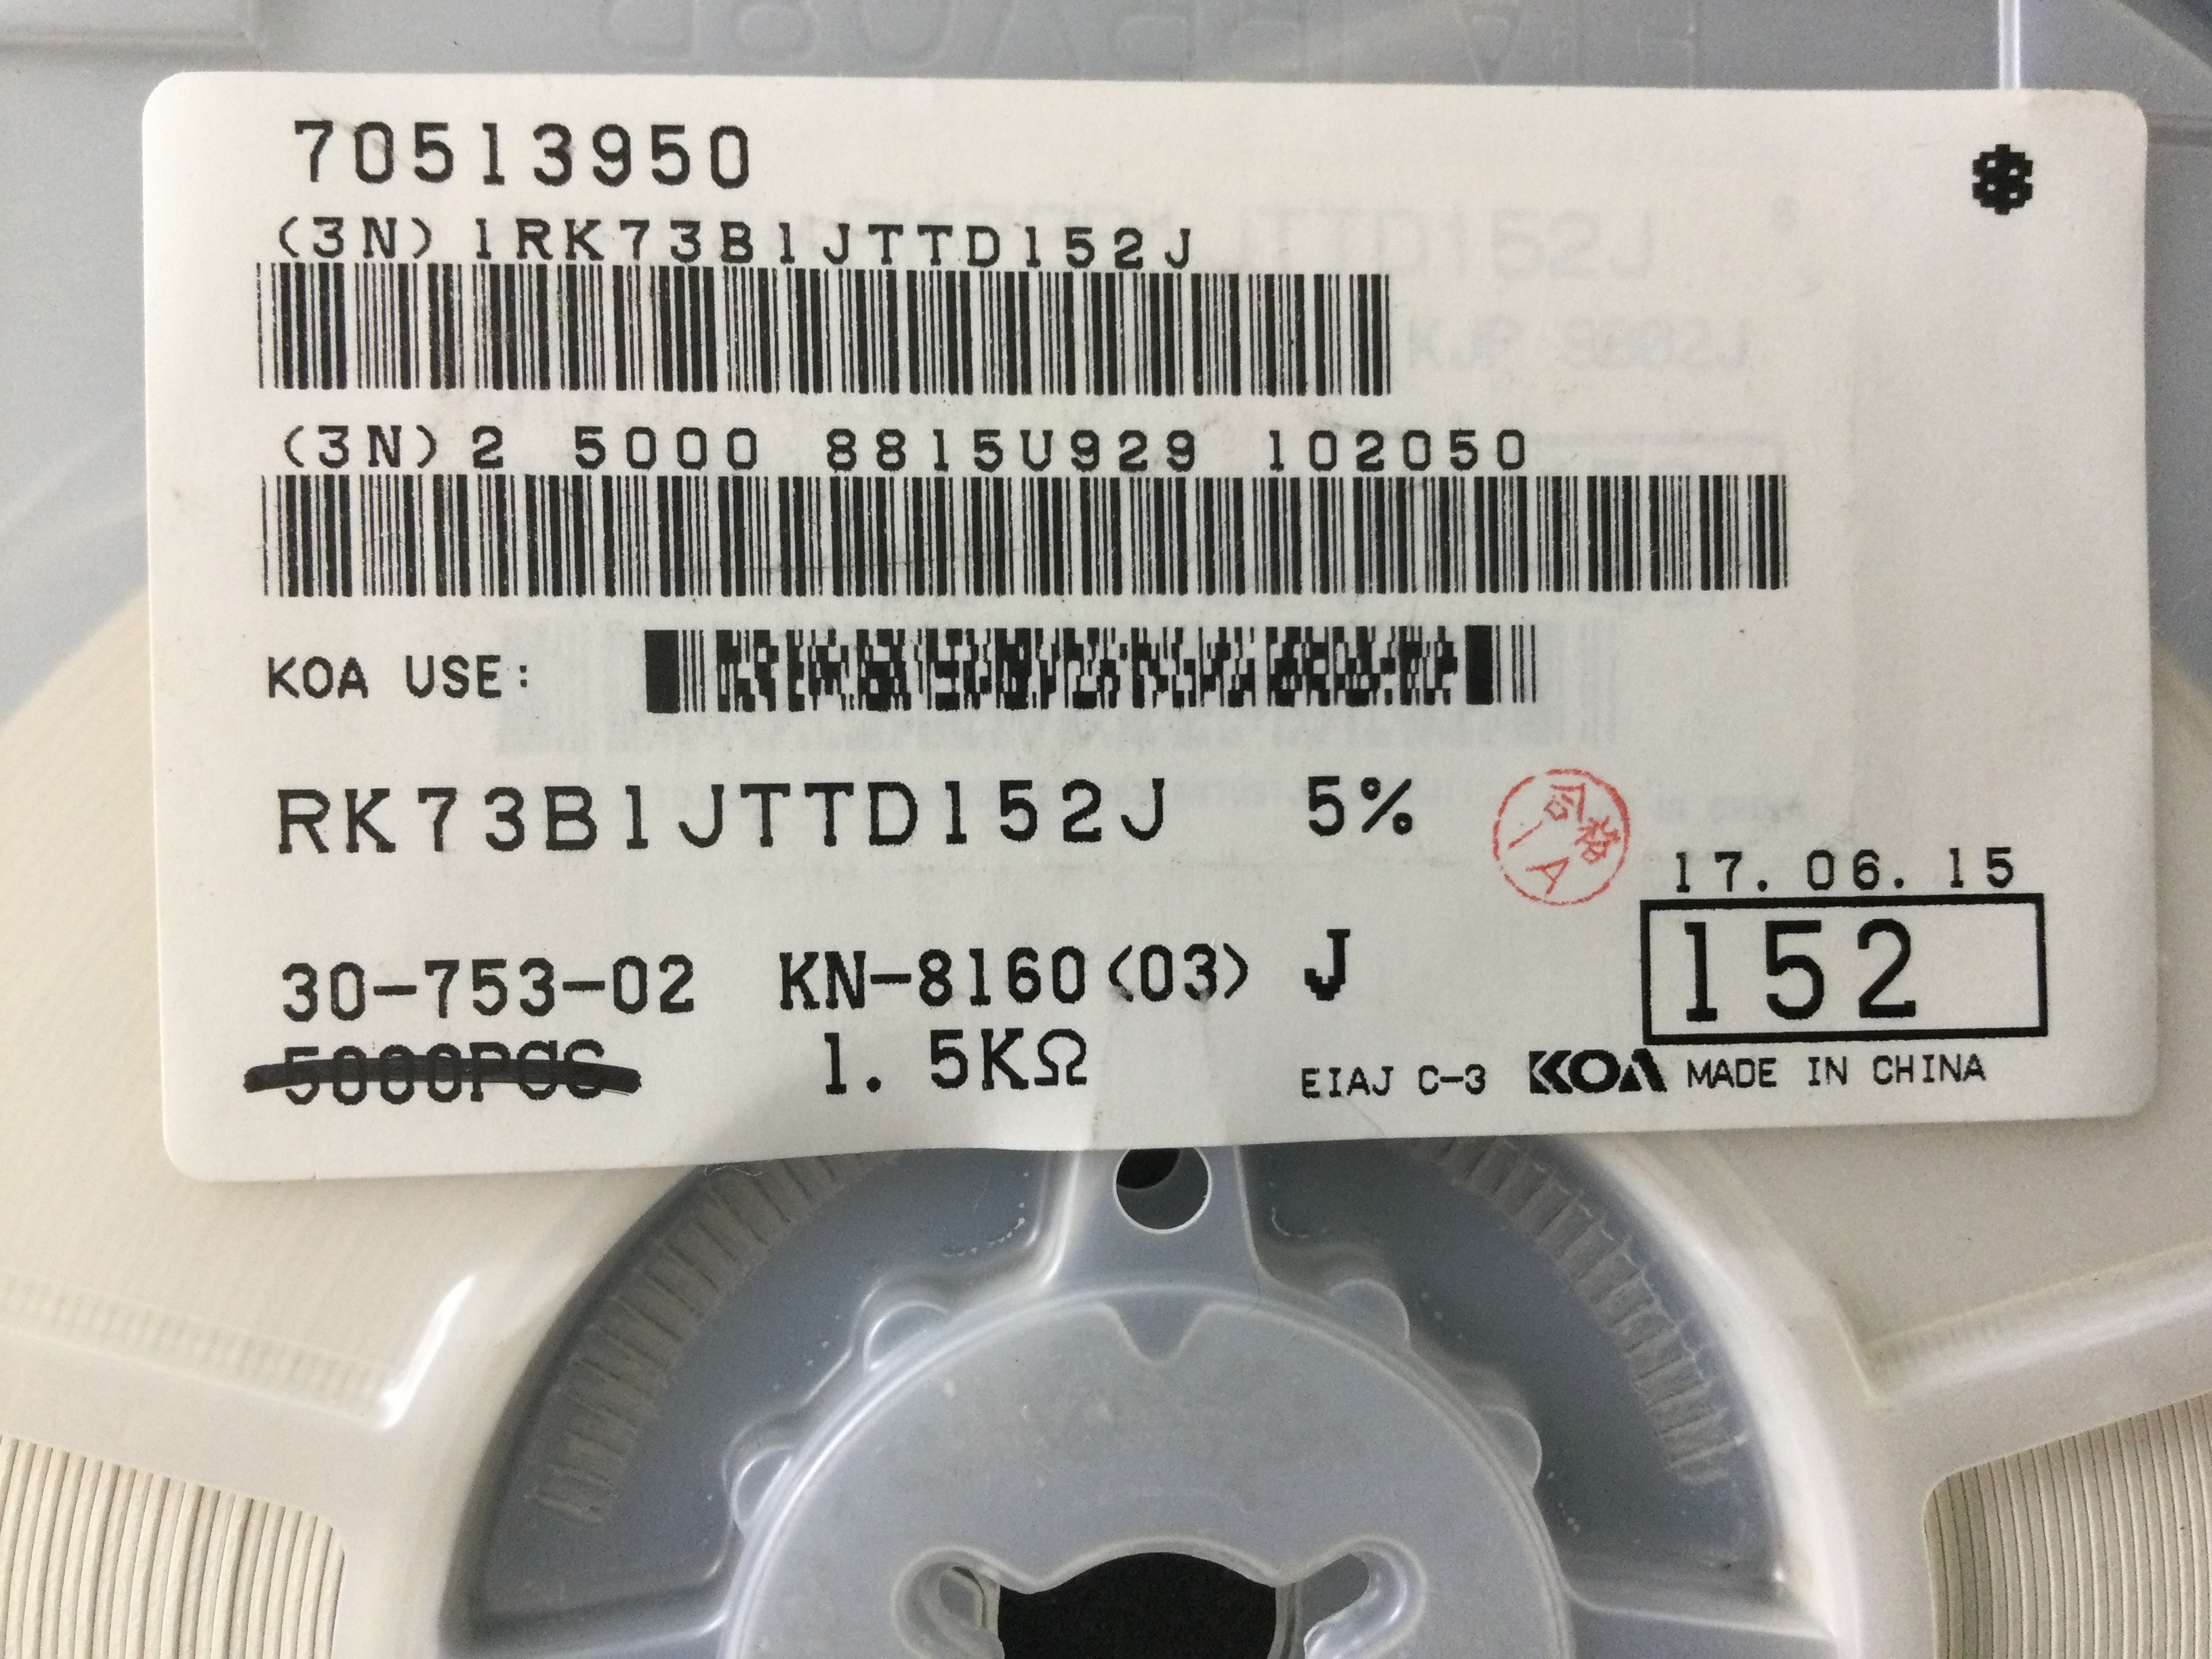 70513950
(3N) 1RK73B1JTTD152J
(3N) 2 5000 8815U929 102050
KOA USE:
RK73B1JTTD152J 5%
合格
A
17.06.15
152
30-753-02 KN-8160(03) J
5000PCS 1.5KΩ
EIAJ C-3 KOA MADE IN CHINA